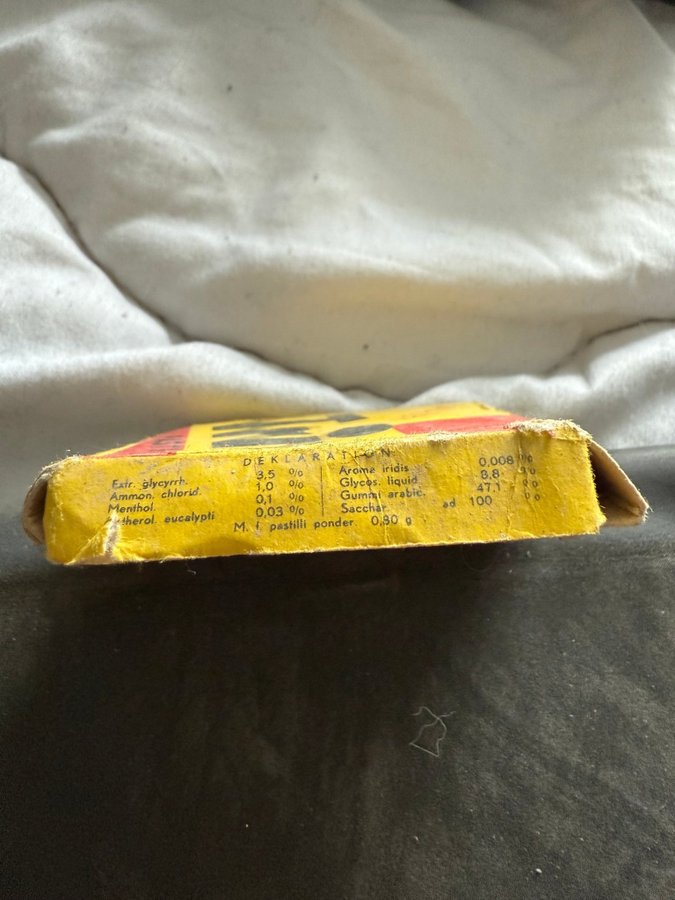 DEKLARATION
Extr. glycyrrh. 3,5 %
Ammon. chlorid. 1,0 %
Menthol. 0,1 %
eucalypti 0,03 %
Aroma iridis 0,008 %
Glycos. liquid 8,8 %
Gummi arabic. 47,1 %
Sacchar. ad 100 %
M. f pastilli ponder 0,80 g